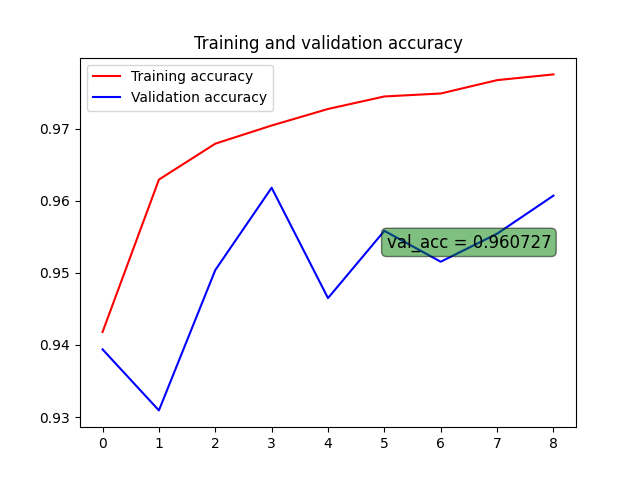 Training and validation accuracy
Training accuracy
Validation accuracy
0.97
0.96
0.95
0.94
0.93
val_acc = 0.960727
0 1 2 3 4 5 6 7 8